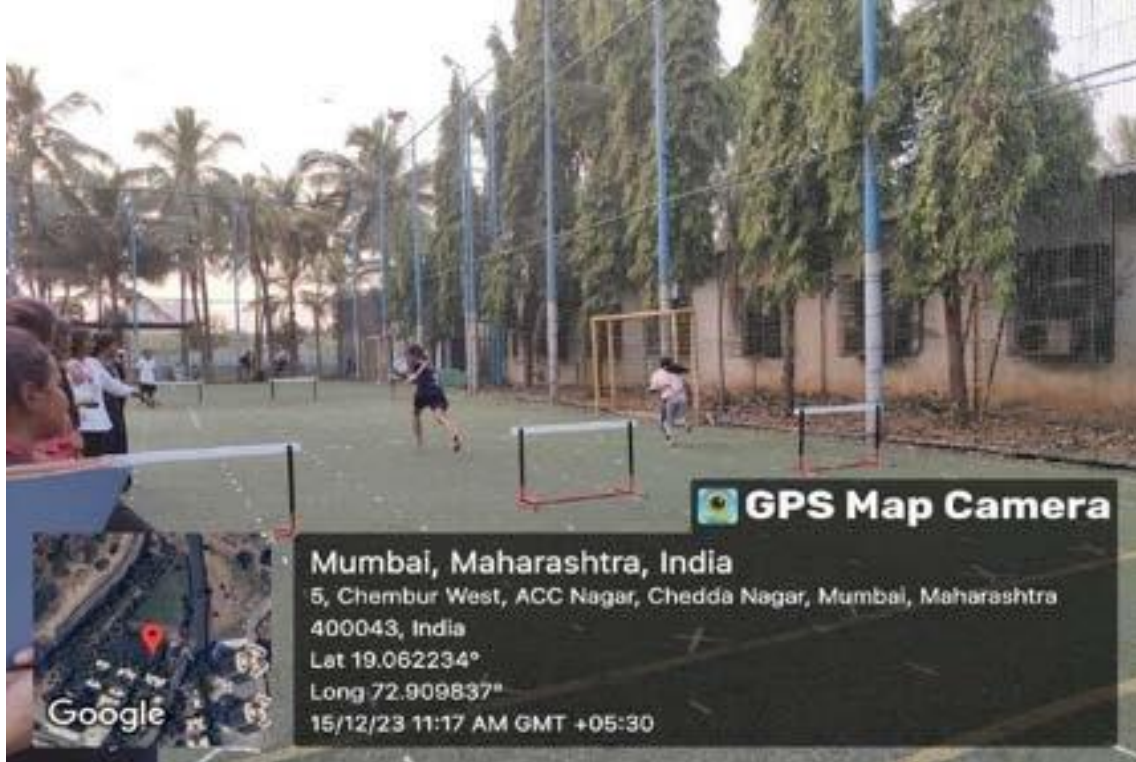 GPS Map Camera
Mumbai, Maharashtra, India
5, Chembur West, ACC Nagar, Chedda Nagar, Mumbai, Maharashtra
400043, India
Lat 19.062234°
Long 72.909837°
15/12/23 11:17 AM GMT +05:30
Google